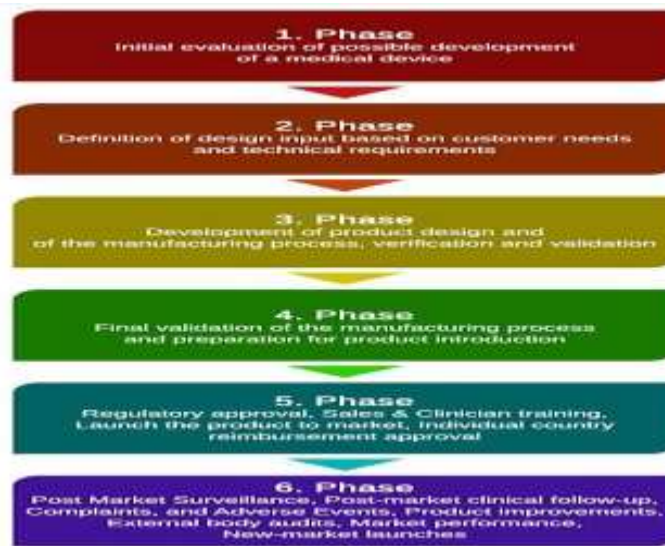 1. Phase
Initial evaluation of possible development
of a medical device
2. Phase
Definition of design input based on customer needs
and technical requirements
3. Phase
Development of product design and
of the manufacturing process, verification and validation
4. Phase
Final validation of the manufacturing process
and preparation for product introduction
5. Phase
Regulatory approval, Sales & Clinician training,
Launch the product to market, Individual country
reimbursement approval
6. Phase
Post Market Surveillance, Post-market clinical follow-up,
Complaints, and Adverse Events, Product improvements,
External body audits, Market performance,
New-market launches